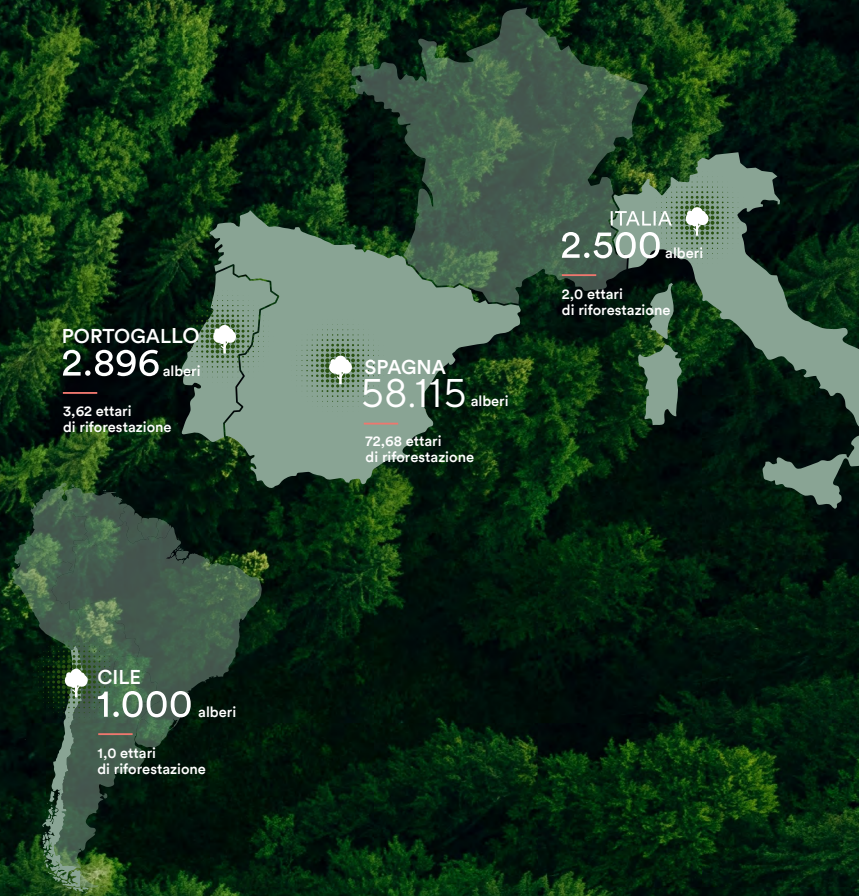 ITALIA
2.500 alberi
2,0 ettari
di riforestazione
PORTOGALLO
2.896 alberi
3,62 ettari
di riforestazione
SPAGNA
58.115 alberi
72,68 ettari
di riforestazione
CILE
1.000 alberi
1,0 ettari
di riforestazione